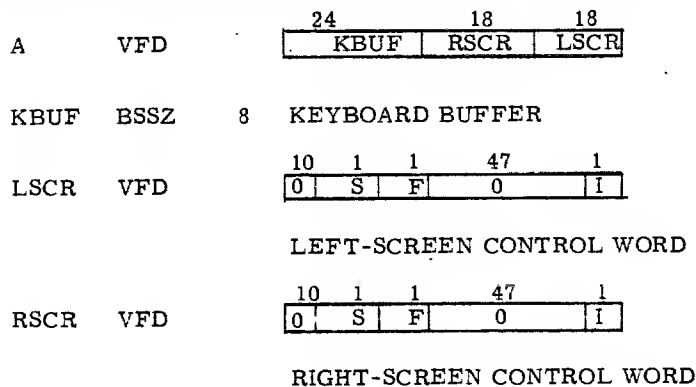 24 18 18
A VFD KBUF RSCR LSCR
KBUF BSSZ 8 KEYBOARD BUFFER
10 1 1 47 1
LSCR VFD 0 S F 0 I
LEFT-SCREEN CONTROL WORD
10 1 1 47 1
RSCR VFD 0 S F 0 I
RIGHT-SCREEN CONTROL WORD